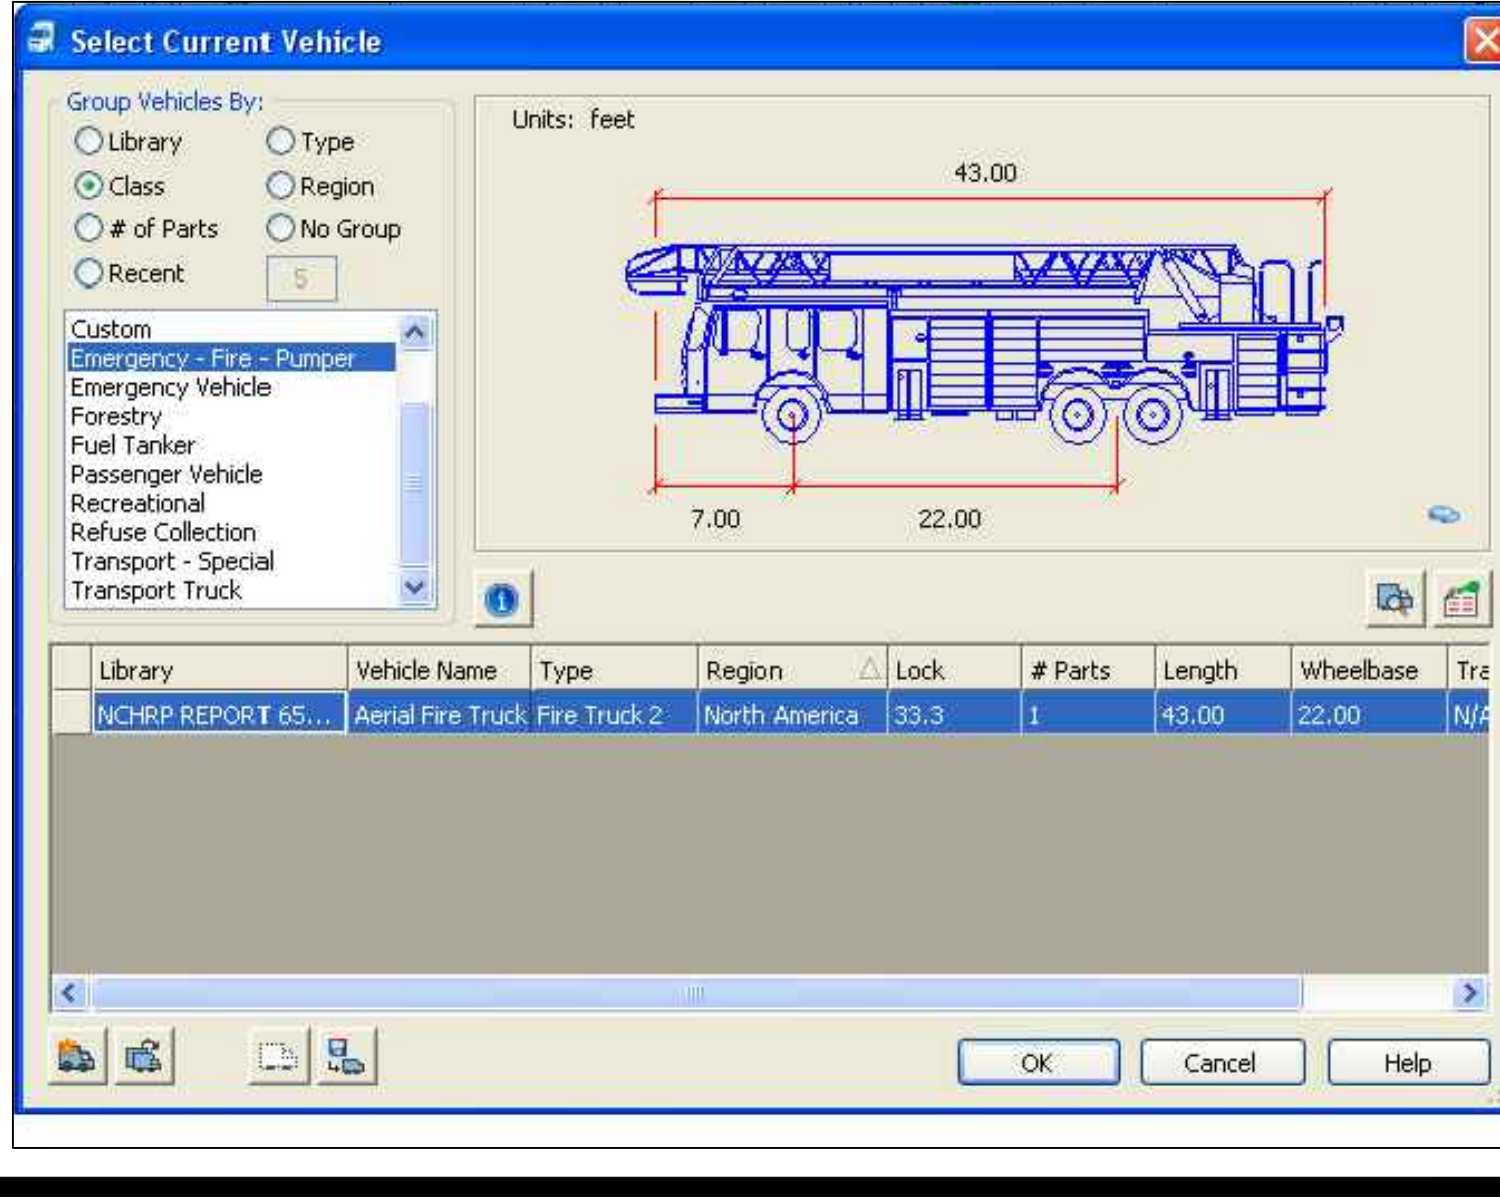 Select Current Vehicle
Group Vehicles By:
Library
Type
Class
Region
# of Parts
No Group
Recent
5
Custom
Emergency - Fire - Pumper
Emergency Vehicle
Forestry
Fuel Tanker
Passenger Vehicle
Recreational
Refuse Collection
Transport - Special
Transport Truck
Units: feet
43.00
7.00 22.00
Library Vehicle Name Type Region Lock # Parts Length Wheelbase Tra
NCHRP REPORT 65... Aerial Fire Truck Fire Truck 2 North America 33.3 1 43.00 22.00 N/A
OK Cancel Help